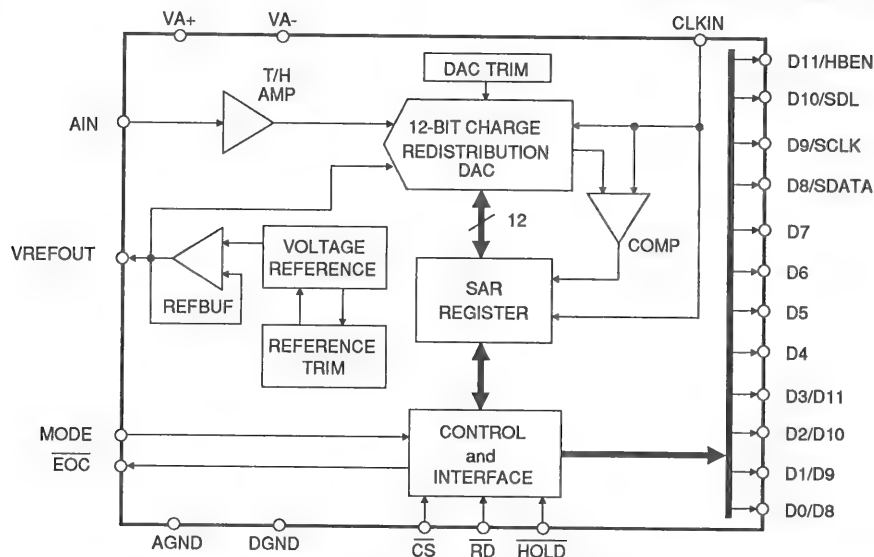 VA+
VA-
CLKIN
T/H
AMP
DAC TRIM
D11/HBEN
AIN
12-BIT CHARGE
REDISTRIBUTION
DAC
D10/SDL
D9/SCLK
D8/SDATA
12
COMP
D7
VREFOUT
REFBUF
VOLTAGE
REFERENCE
SAR
REGISTER
D6
D5
REFERENCE
TRIM
D4
D3/D11
MODE
EOC
CONTROL
and
INTERFACE
D2/D10
D1/D9
D0/D8
AGND
DGND
CS
RD
HOLD